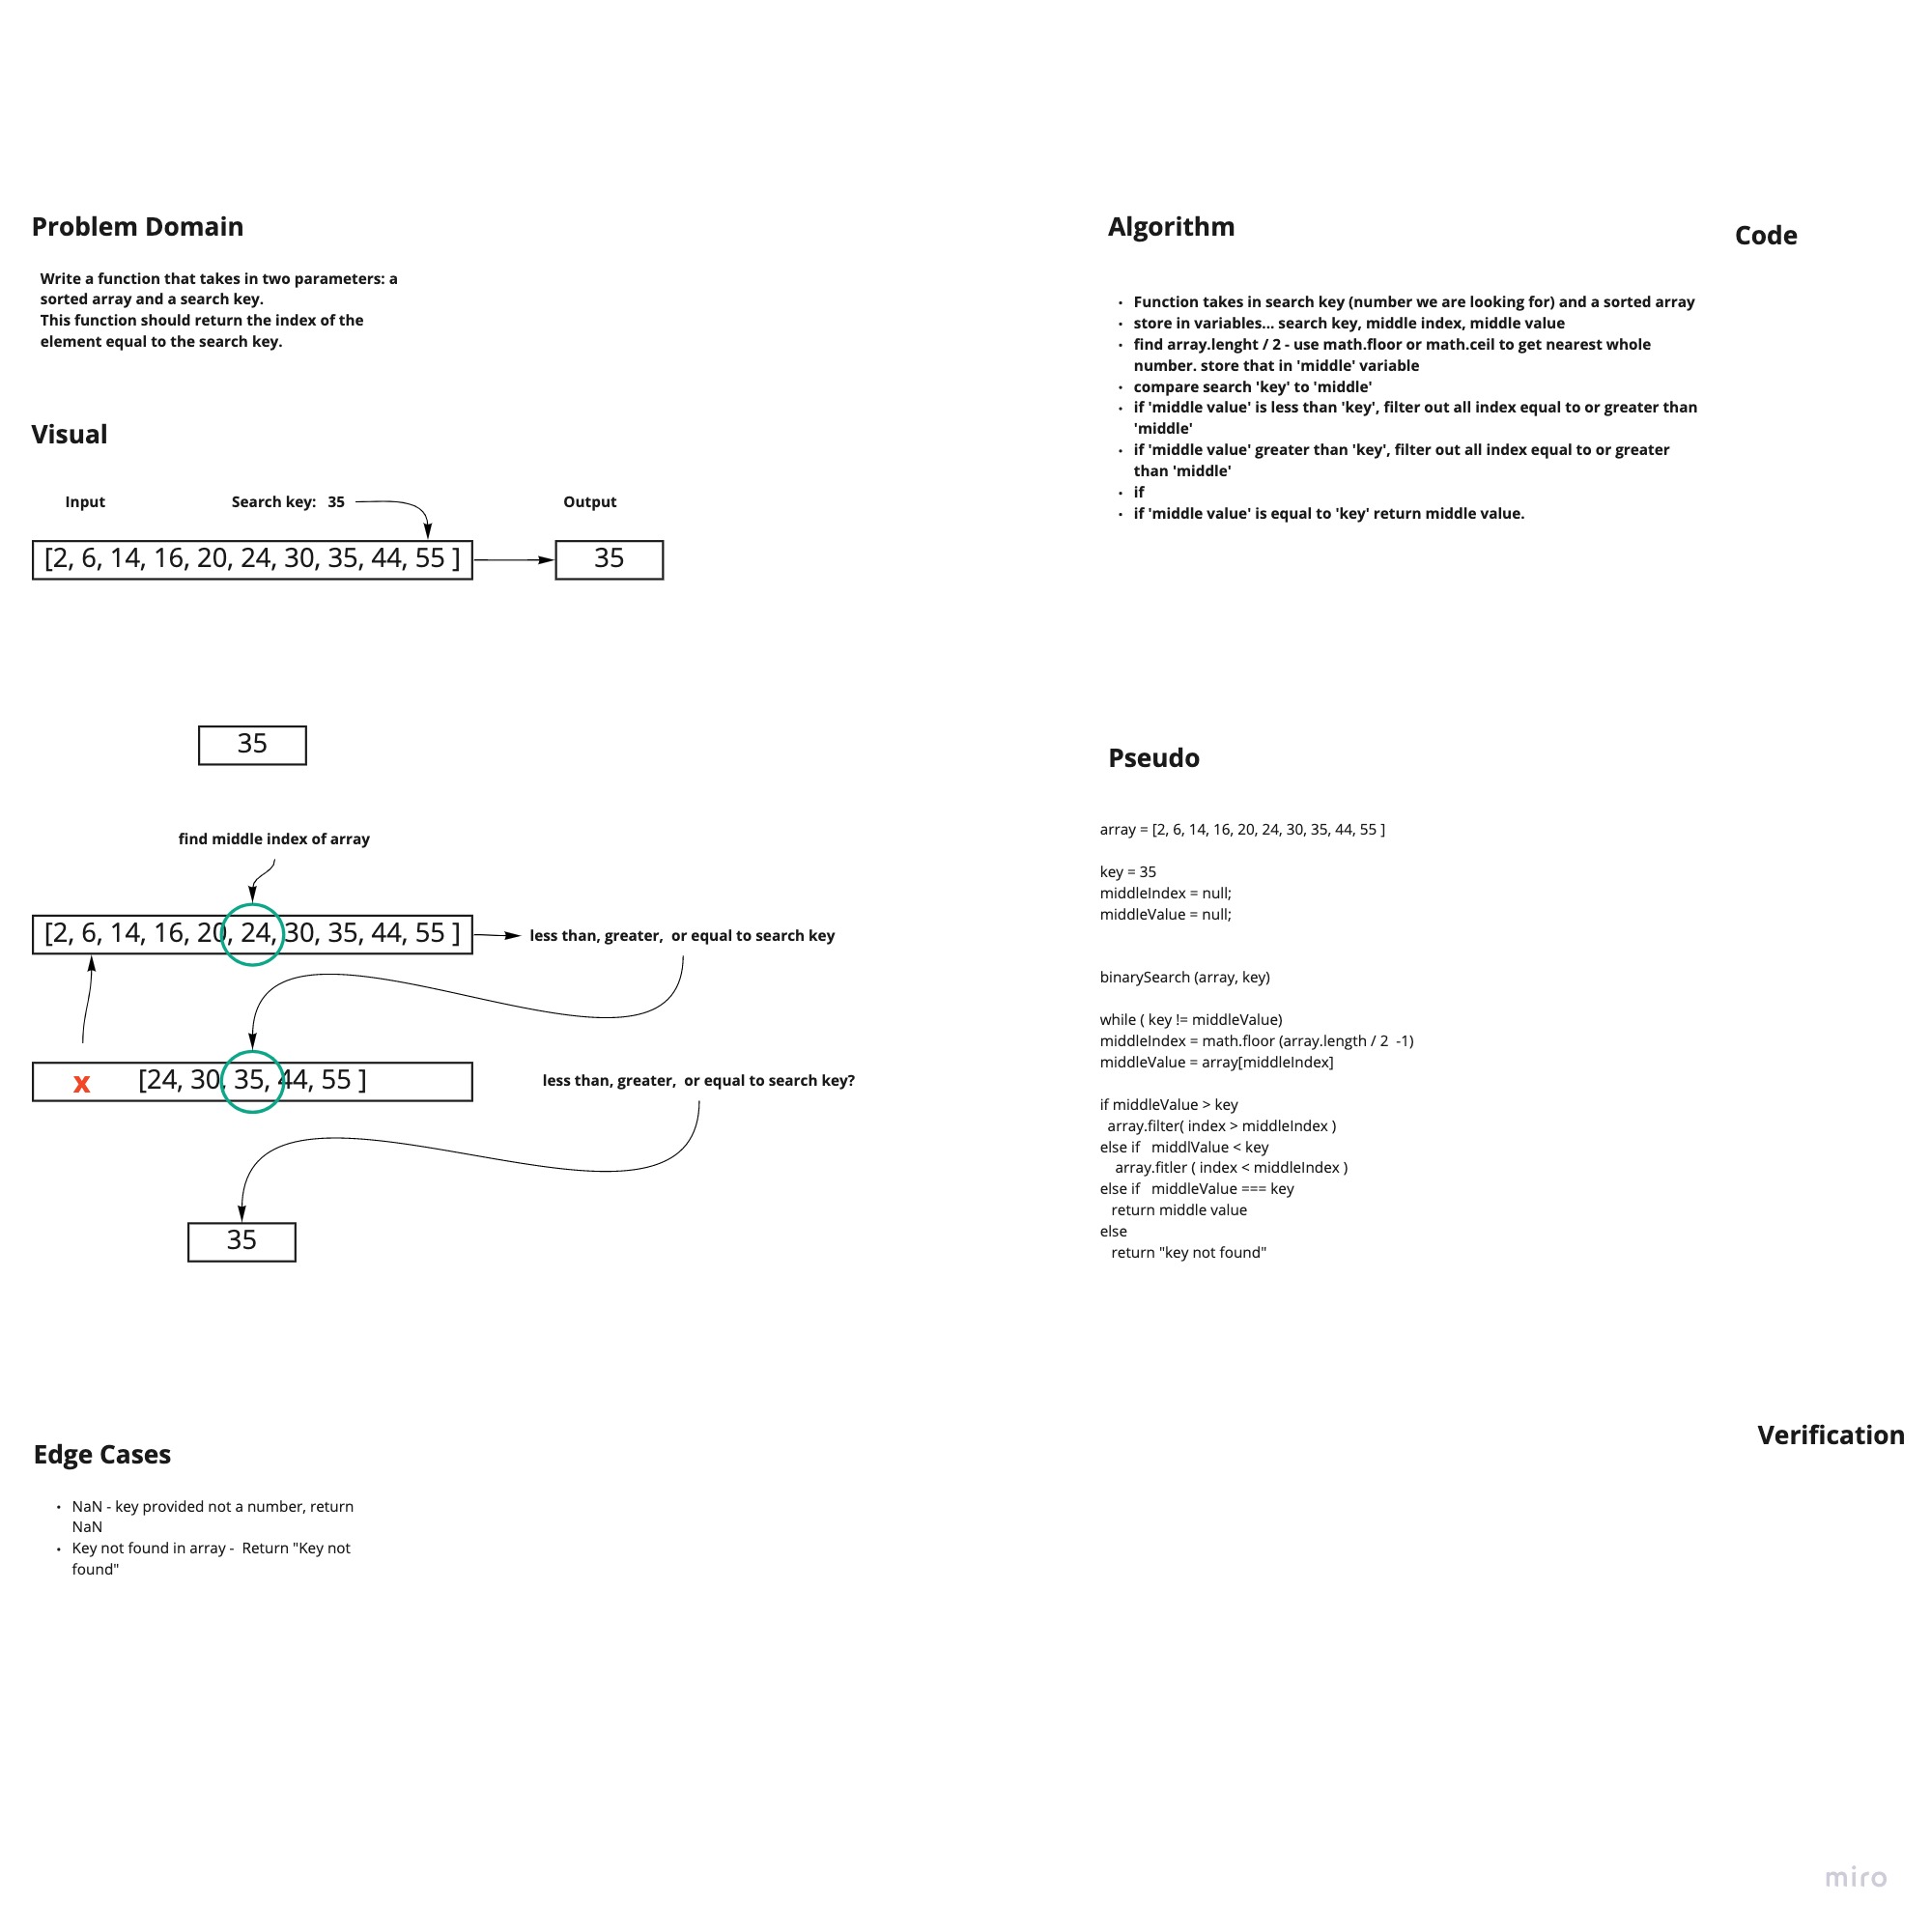 Problem Domain
Write a function that takes in two parameters: a
sorted array and a search key.
This function should return the index of the
element equal to the search key.
Visual
Input
Search key: 35
Output
[2, 6, 14, 16, 20, 24, 30, 35, 44, 55 ]
35
35
find middle index of array
[2, 6, 14, 16, 20, 24, 30, 35, 44, 55 ]
less than, greater, or equal to search key
x
[24, 30, 35, 44, 55 ]
less than, greater, or equal to search key?
35
Edge Cases
• NaN - key provided not a number, return
NaN
• Key not found in array - Return "Key not
found"
Algorithm
• Function takes in search key (number we are looking for) and a sorted array
• store in variables... search key, middle index, middle value
• find array.lenght / 2 - use math.floor or math.ceil to get nearest whole
number. store that in 'middle' variable
• compare search 'key' to 'middle'
• if 'middle value' is less than 'key', filter out all index equal to or greater than
'middle'
• if 'middle value' greater than 'key', filter out all index equal to or greater
than 'middle'
• if
• if 'middle value' is equal to 'key' return middle value.
Pseudo
array = [2, 6, 14, 16, 20, 24, 30, 35, 44, 55 ]
key = 35
middleIndex = null;
middleValue = null;
binarySearch (array, key)
while ( key != middleValue)
middleIndex = math.floor (array.length / 2 -1)
middleValue = array[middleIndex]
if middleValue > key
array.filter( index > middleIndex )
else if middlValue < key
array.fitler ( index < middleIndex )
else if middleValue === key
return middle value
else
return "key not found"
Code
Verification
miro